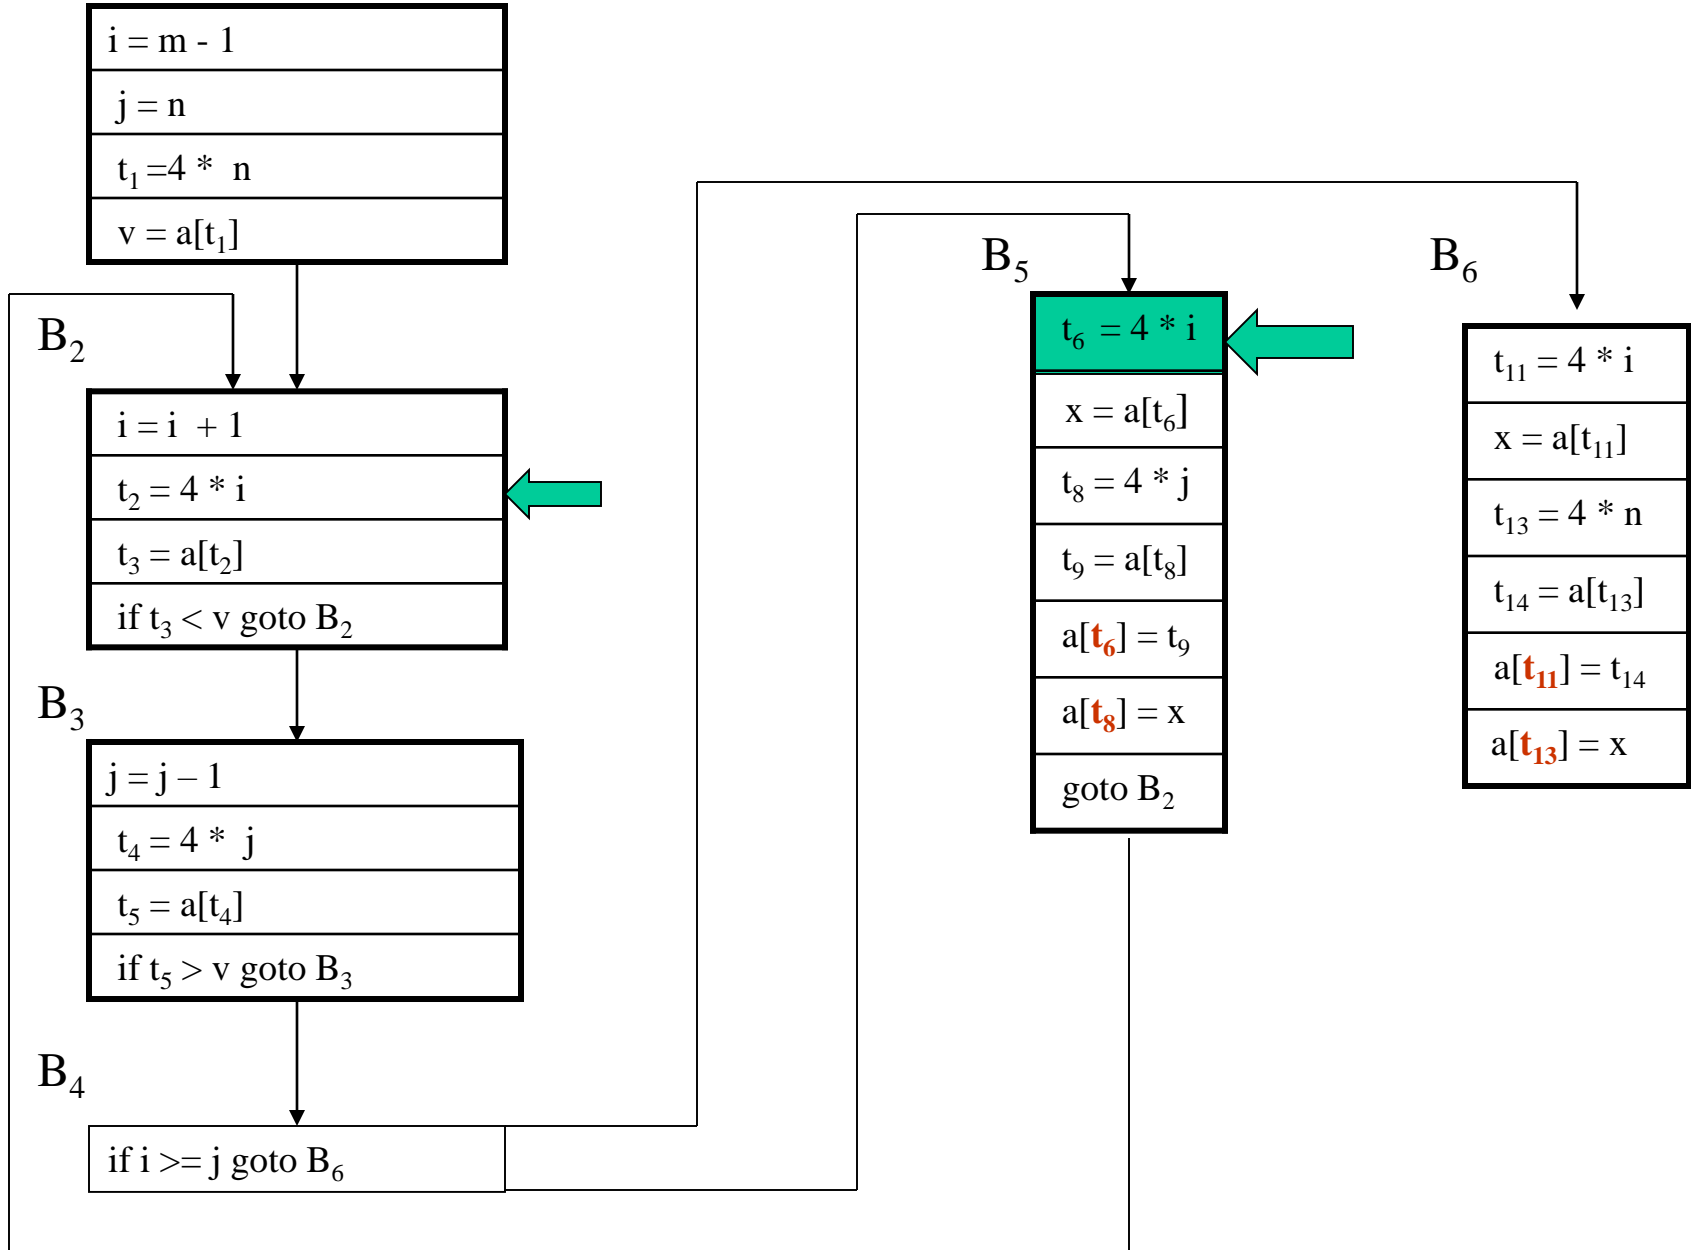 i = m - 1
j = n
t₁ =4 * n
v = a[t₁]
B₂
i = i + 1
t₂ = 4 * i
t₃ = a[t₂]
if t₃ < v goto B₂
B₃
j = j – 1
t₄ = 4 * j
t₅ = a[t₄]
if t₅ > v goto B₃
B₄
if i >= j goto B₆
B₅
t₆ = 4 * i
x = a[t₆]
t₈ = 4 * j
t₉ = a[t₈]
a[t₆] = t₉
a[t₈] = x
goto B₂
B₆
t₁₁ = 4 * i
x = a[t₁₁]
t₁₃ = 4 * n
t₁₄ = a[t₁₃]
a[t₁₁] = t₁₄
a[t₁₃] = x